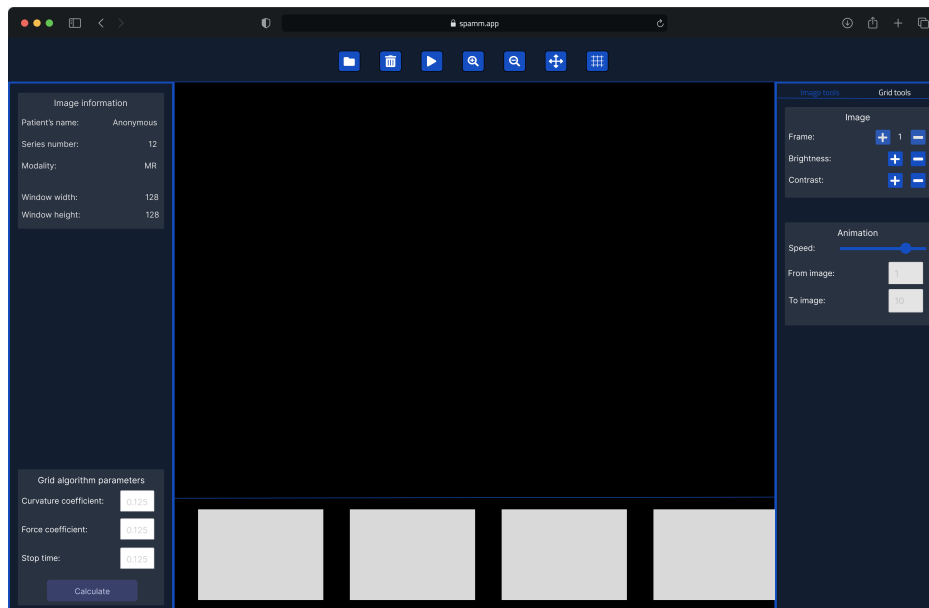 spamm.app
Image information
Patient's name: Anonymous
Series number: 12
Modality: MR
Window width: 128
Window height: 128
Grid algorithm parameters
Curvature coefficient: 0.125
Force coefficient: 0.125
Stop time: 0.125
Calculate
Image tools Grid tools
Image
Frame: 1
Brightness:
Contrast:
Animation
Speed:
From image: 1
To image: 10